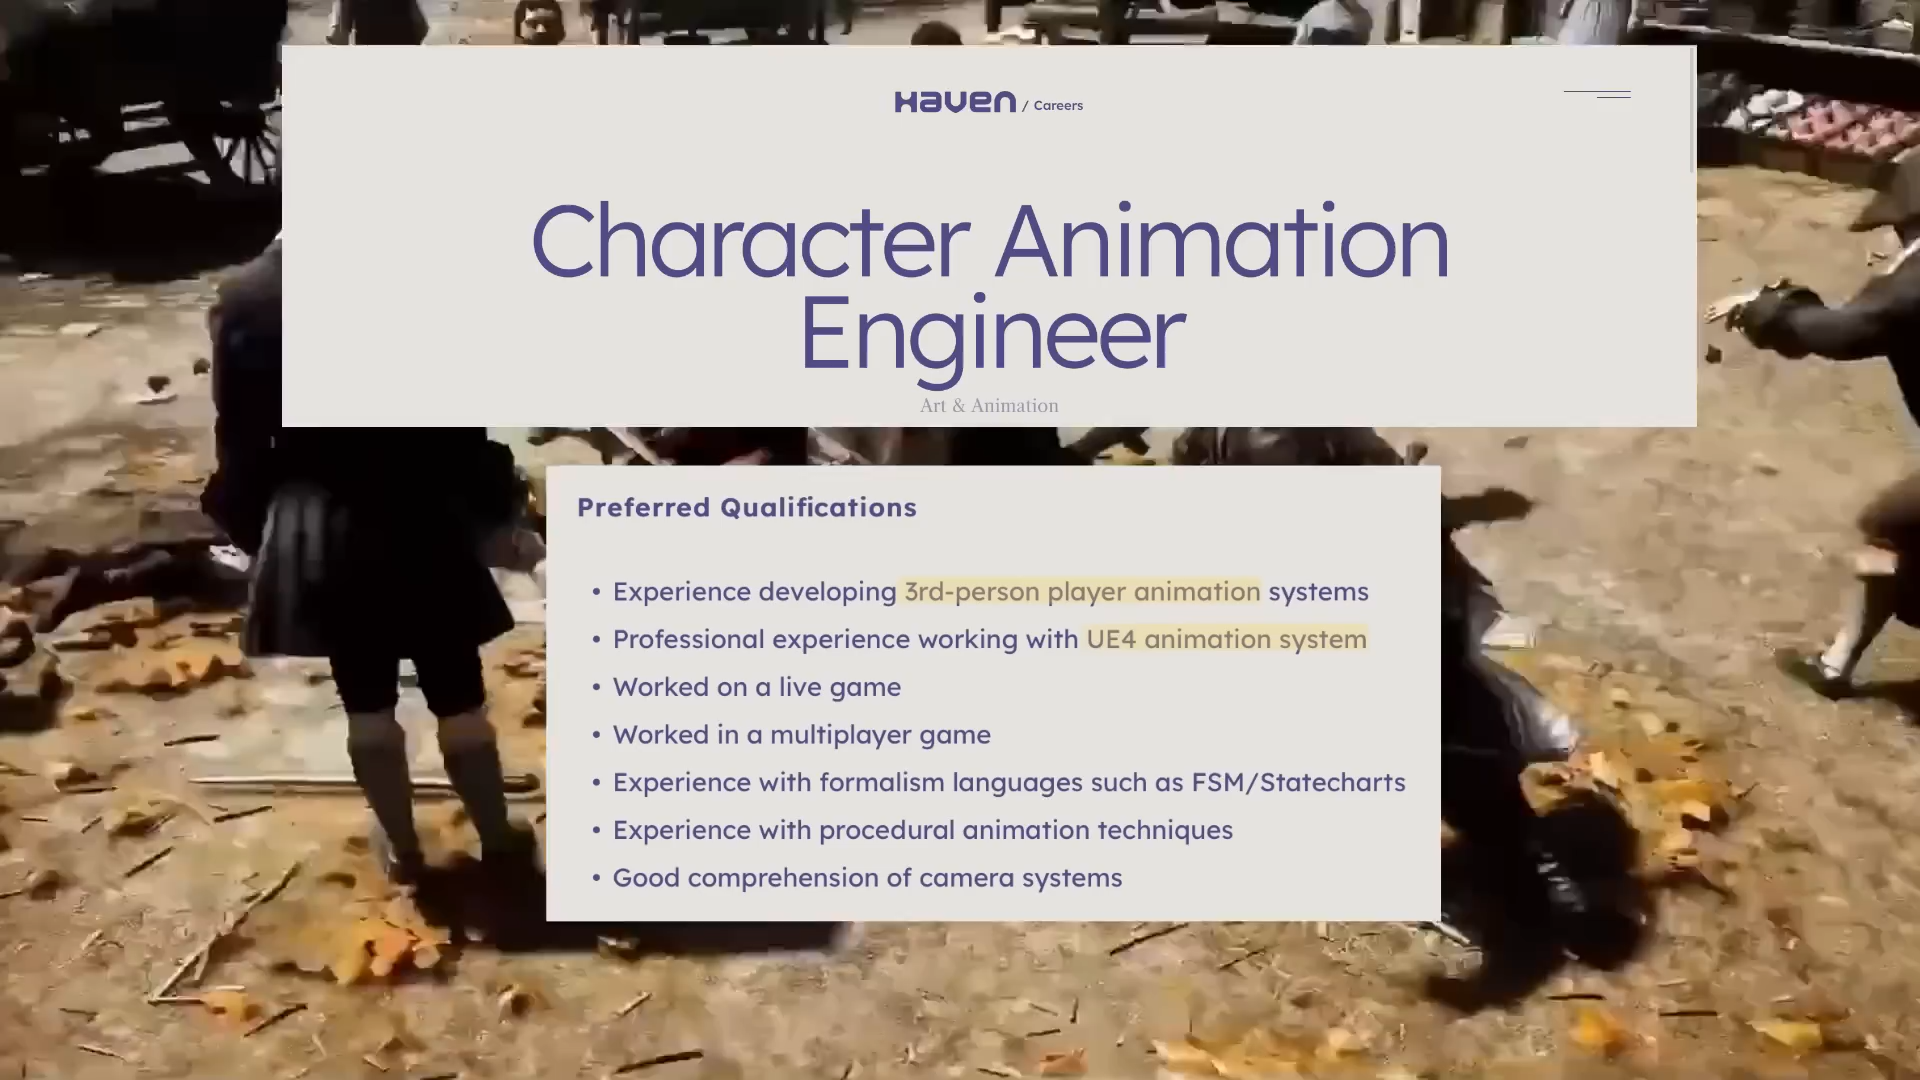 Haven / Careers
Character Animation
Engineer
Art & Animation
Preferred Qualifications
• Experience developing 3rd-person player animation systems
• Professional experience working with UE4 animation system
• Worked on a live game
• Worked in a multiplayer game
• Experience with formalism languages such as FSM/Statecharts
• Experience with procedural animation techniques
• Good comprehension of camera systems